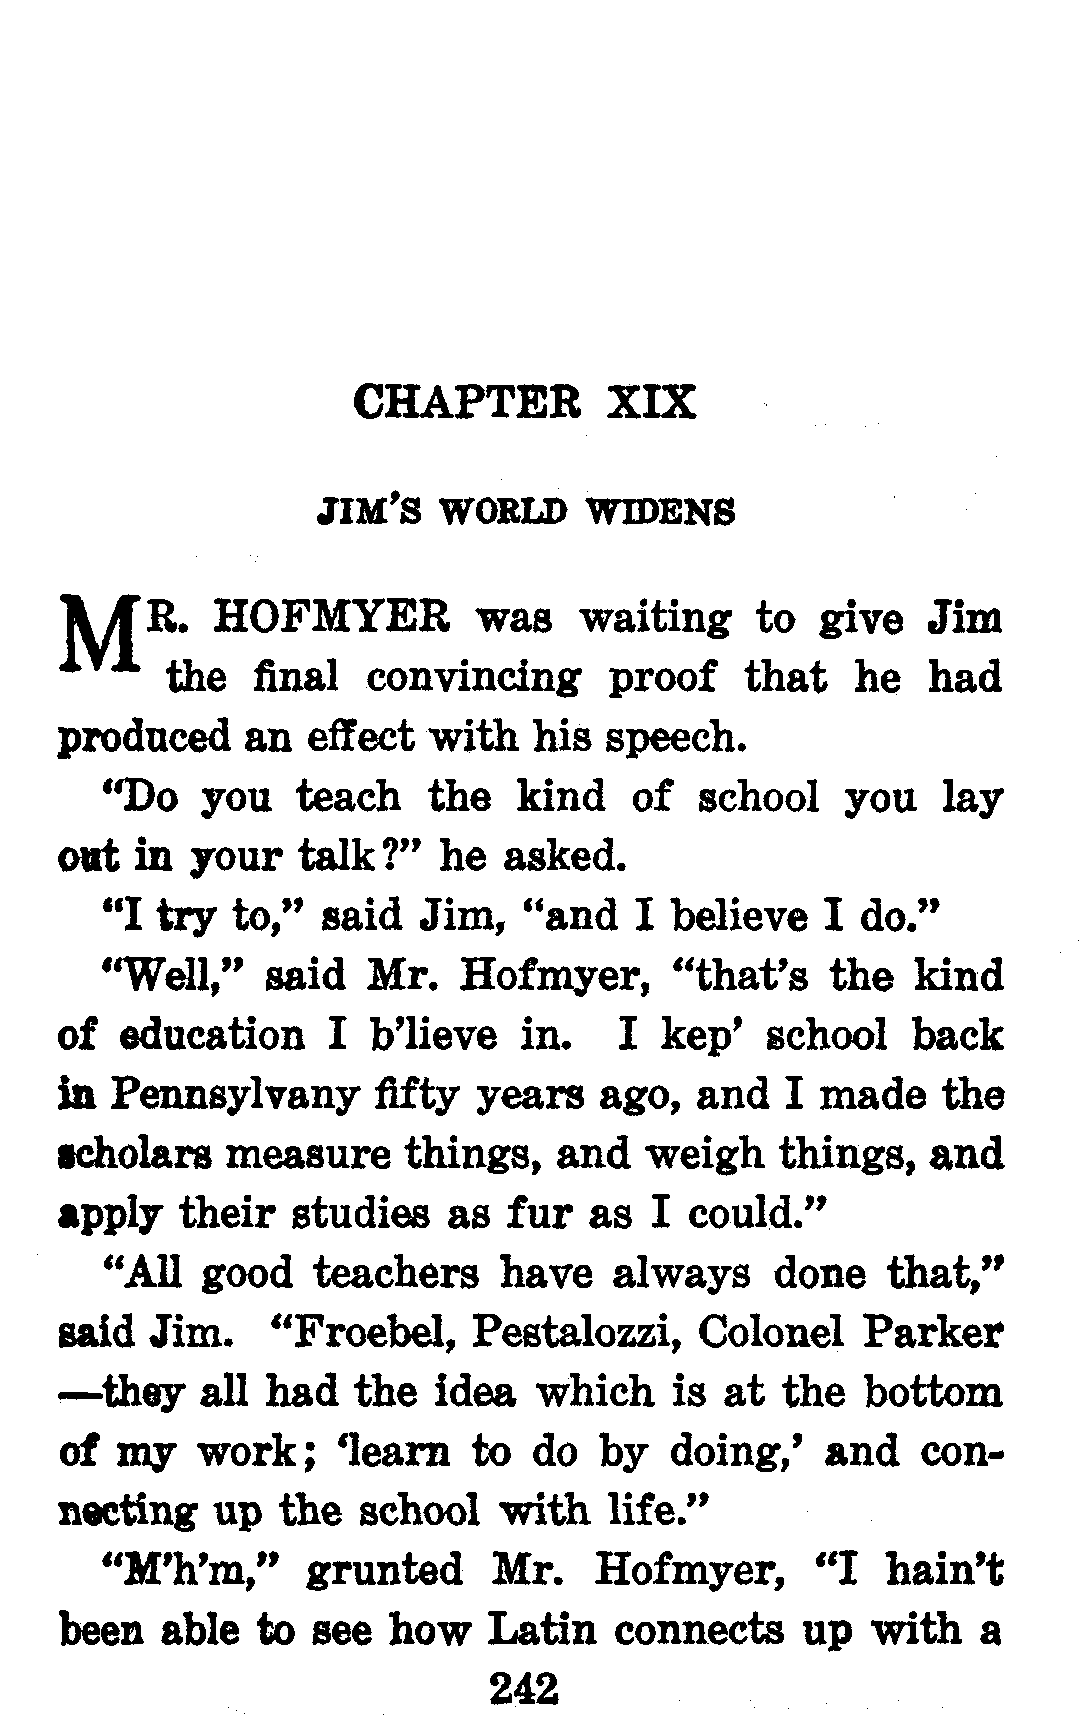 CHAPTER XIX
JIM'S WORLD WIDENS
MR. HOFMYER was waiting to give Jim
the final convincing proof that he had
produced an effect with his speech.
"Do you teach the kind of school you lay
out in your talk?" he asked.
"I try to," said Jim, "and I believe I do."
"Well," said Mr. Hofmyer, "that's the kind
of education I b'lieve in. I kep' school back
in Pennsylvany fifty years ago, and I made the
scholars measure things, and weigh things, and
apply their studies as fur as I could."
"All good teachers have always done that,"
said Jim. "Froebel, Pestalozzi, Colonel Parker
—they all had the idea which is at the bottom
of my work; 'learn to do by doing,' and con-
necting up the school with life."
"M'h'm," grunted Mr. Hofmyer, "I hain't
been able to see how Latin connects up with a
242